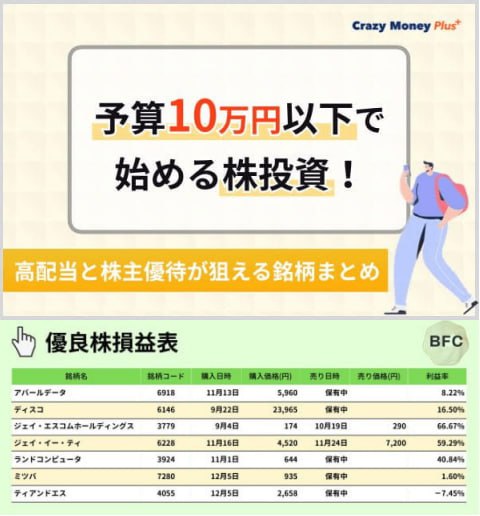 Crazy Money Plus+
予算10万円以下で
始める株投資！
高配当と株主優待が狙える銘柄まとめ
優良株損益表
BFC
銘柄名 銘柄コード 購入日時 購入価格(円) 売り日時 売り価格(円) 利益率
アバールデータ 6918 11月13日 5,960 保有中 8.22%
ディスコ 6146 9月22日 23,965 保有中 16.50%
ジェイ・エスコムホールディングス 3779 9月4日 174 10月19日 290 66.67%
ジェイ・イー・ティ 6228 11月16日 4,520 11月24日 7,200 59.29%
ランドコンピュータ 3924 11月1日 644 保有中 40.84%
ミツバ 7280 12月5日 935 保有中 1.60%
ティアンドエス 4055 12月5日 2,658 保有中 －7.45%